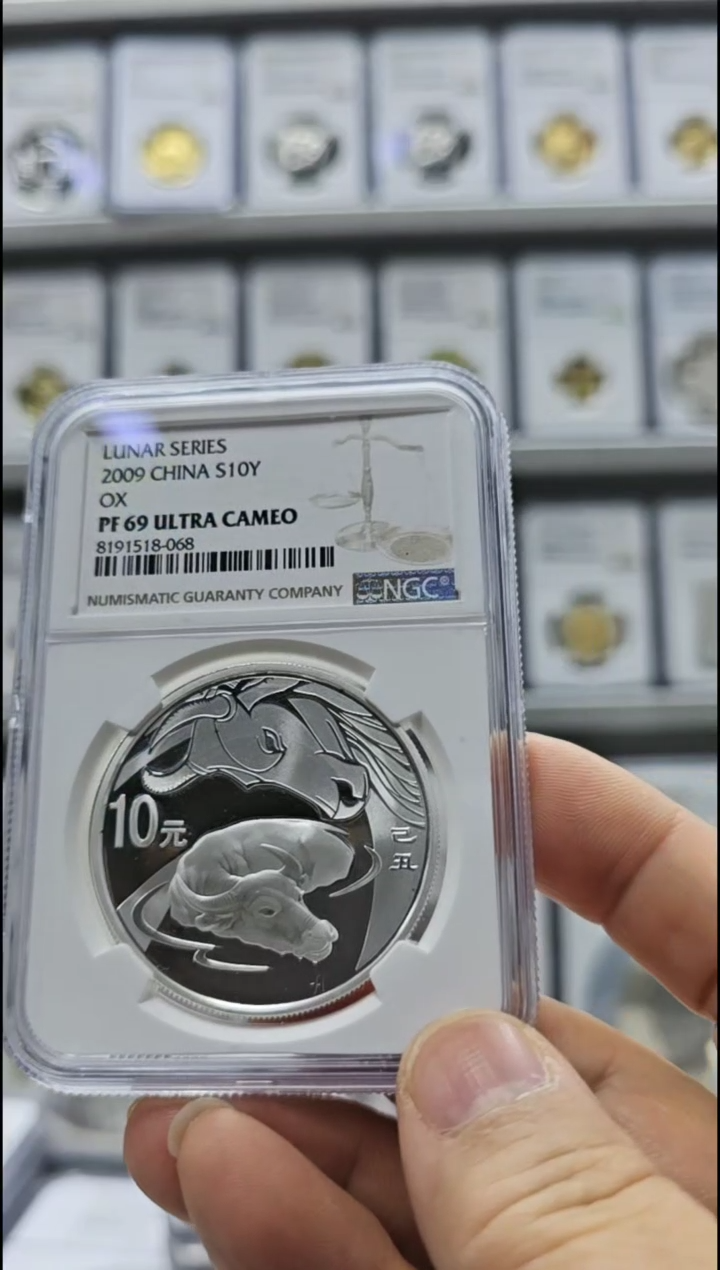 LUNAR SERIES
2009 CHINA S10Y
OX
PF 69 ULTRA CAMEO
8191518-068
NUMISMATIC GUARANTY COMPANY
NGC®
10元
己
丑